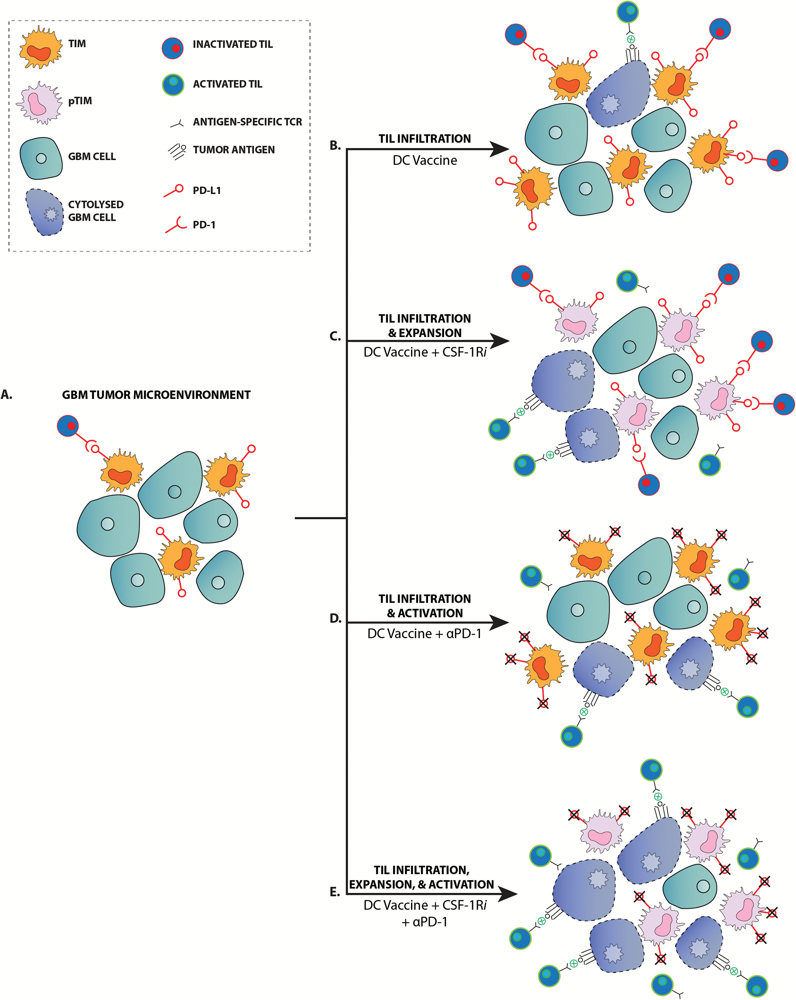 TIM
pTIM
GBM CELL
CYTOLYSED
GBM CELL
INACTIVATED TIL
ACTIVATED TIL
ANTIGEN-SPECIFIC TCR
TUMOR ANTIGEN
PD-L1
PD-1
A.
GBM TUMOR MICROENVIRONMENT
B.
TIL INFILTRATION
DC Vaccine
C.
TIL INFILTRATION
& EXPANSION
DC Vaccine + CSF-1Ri
D.
TIL INFILTRATION
& ACTIVATION
DC Vaccine + αPD-1
E.
TIL INFILTRATION,
EXPANSION, & ACTIVATION
DC Vaccine + CSF-1Ri
+ αPD-1